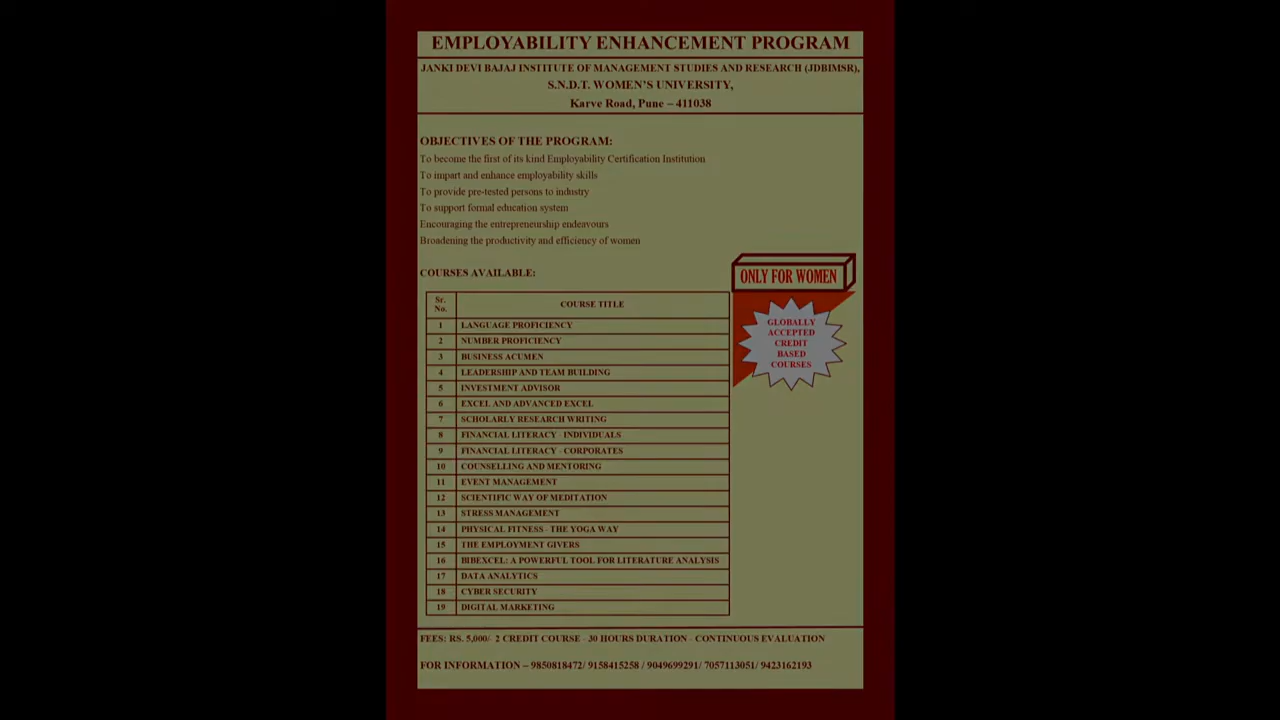 EMPLOYABILITY ENHANCEMENT PROGRAM
JANKI DEVI BAJAJ INSTITUTE OF MANAGEMENT STUDIES AND RESEARCH (JDBIMSR),
S.N.D.T. WOMEN'S UNIVERSITY,
Karve Road, Pune – 411038
OBJECTIVES OF THE PROGRAM:
To become the first of its kind Employability Certification Institution
To impart and enhance employability skills
To provide pre-tested persons to industry
To support formal education system
Encouraging the entrepreneurship endeavours
Broadening the productivity and efficiency of women
COURSES AVAILABLE:
ONLY FOR WOMEN
GLOBALLY
ACCEPTED
CREDIT
BASED
COURSES
Sr. No. COURSE TITLE
1 LANGUAGE PROFICIENCY
2 NUMBER PROFICIENCY
3 BUSINESS ACUMEN
4 LEADERSHIP AND TEAM BUILDING
5 INVESTMENT ADVISOR
6 EXCEL AND ADVANCED EXCEL
7 SCHOLARLY RESEARCH WRITING
8 FINANCIAL LITERACY - INDIVIDUALS
9 FINANCIAL LITERACY - CORPORATES
10 COUNSELLING AND MENTORING
11 EVENT MANAGEMENT
12 SCIENTIFIC WAY OF MEDITATION
13 STRESS MANAGEMENT
14 PHYSICAL FITNESS - THE YOGA WAY
15 THE EMPLOYMENT GIVERS
16 BIBEXCEL: A POWERFUL TOOL FOR LITERATURE ANALYSIS
17 DATA ANALYTICS
18 CYBER SECURITY
19 DIGITAL MARKETING
FEES: RS. 5,000/- 2 CREDIT COURSE - 30 HOURS DURATION - CONTINUOUS EVALUATION
FOR INFORMATION – 9850818472/ 9158415258 / 9049699291/ 7057113051/ 9423162193